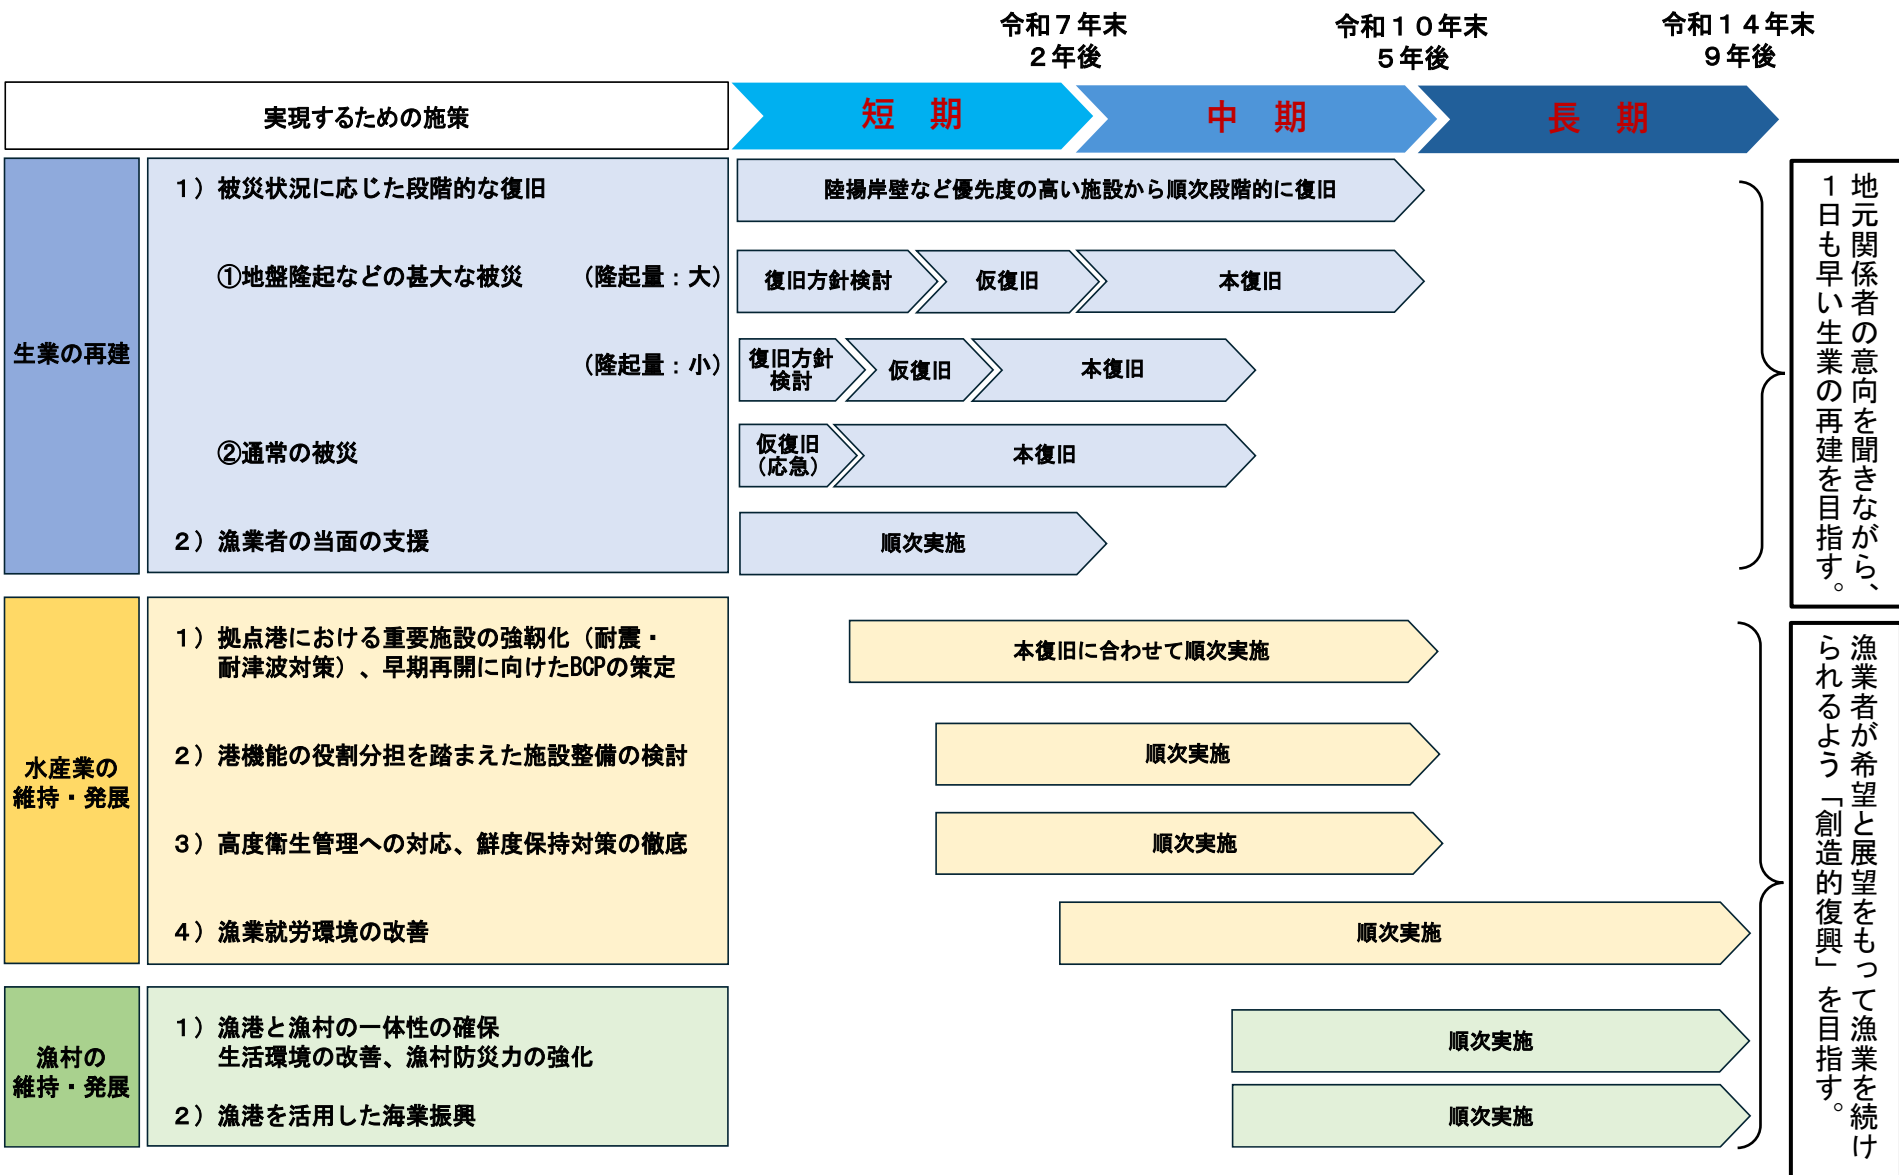 令和７年末
２年後
令和１０年末
５年後
令和１４年末
９年後
実現するための施策
短　期
中　期
長　期
生業の再建
１）被災状況に応じた段階的な復旧
陸揚岸壁など優先度の高い施設から順次段階的に復旧
①地盤隆起などの甚大な被災　　（隆起量：大）
復旧方針検討
仮復旧
本復旧
（隆起量：小）
復旧方針
検討
仮復旧
本復旧
②通常の被災
仮復旧
（応急）
本復旧
２）漁業者の当面の支援
順次実施
地元関係者の意向を聞きながら、
１日も早い生業の再建を目指す。
水産業の
維持・発展
１）拠点港における重要施設の強靭化（耐震・
耐津波対策）、早期再開に向けたBCPの策定
本復旧に合わせて順次実施
２）港機能の役割分担を踏まえた施設整備の検討
順次実施
３）高度衛生管理への対応、鮮度保持対策の徹底
順次実施
４）漁業就労環境の改善
順次実施
漁村の
維持・発展
１）漁港と漁村の一体性の確保
生活環境の改善、漁村防災力の強化
順次実施
２）漁港を活用した海業振興
順次実施
漁業者が希望と展望をもって漁業を続け
られるよう「創造的復興」を目指す。